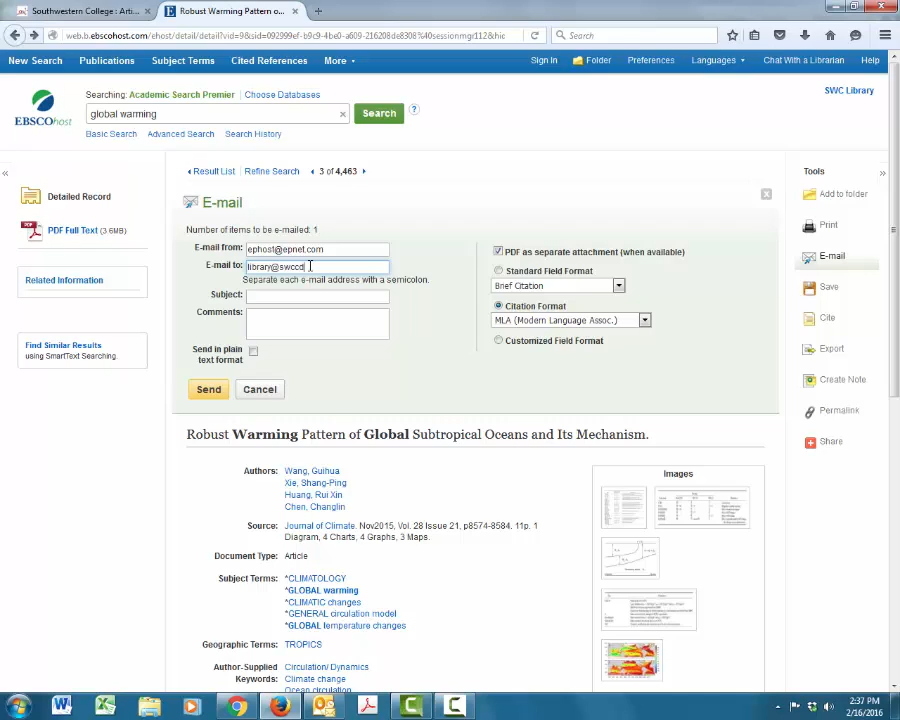 Southwestern College : Arti...
Robust Warming Pattern o...
web.b.ebscohost.com/ehost/detail/detail?vid=9&sid=092999ef-b9c9-4be0-a609-216208de8308%40sessionmgr112&hic
Search
New Search Publications Subject Terms Cited References More
Sign In Folder Preferences Languages Chat With a Librarian Help
Searching: Academic Search Premier Choose Databases
SWC Library
global warming
Search
EBSCOhost
Basic Search Advanced Search Search History
Result List Refine Search 3 of 4,463
Tools
Detailed Record
Add to folder
E-mail
PDF Full Text (3.6MB)
Print
Number of items to be e-mailed: 1
E-mail from: ephost@epnet.com
PDF as separate attachment (when available)
E-mail
E-mail to: library@swccd
Standard Field Format
Separate each e-mail address with a semicolon.
Related Information
Brief Citation
Save
Subject:
Citation Format
Comments:
MLA (Modern Language Assoc.)
Cite
Customized Field Format
Find Similar Results
using SmartText Searching.
Send in plain
text format
Export
Create Note
Send Cancel
Permalink
Robust Warming Pattern of Global Subtropical Oceans and Its Mechanism.
Share
Authors: Wang, Guihua
Xie, Shang-Ping
Huang, Rui Xin
Chen, Changlin
Images
Source: Journal of Climate. Nov2015, Vol. 28 Issue 21, p8574-8584. 11p. 1
Diagram, 4 Charts, 4 Graphs, 3 Maps.
Document Type: Article
Subject Terms: *CLIMATOLOGY
*GLOBAL warming
*CLIMATIC changes
*GENERAL circulation model
*GLOBAL temperature changes
Geographic Terms: TROPICS
Author-Supplied
Keywords:
Circulation/ Dynamics
Climate change
Ocean circulation
2:37 PM
2/16/2016